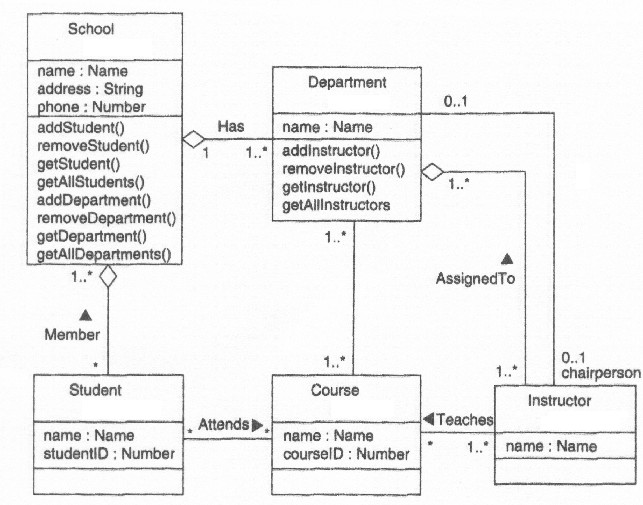 School
name : Name
address : String
phone : Number
addStudent()
removeStudent()
getStudent()
getAllStudents()
addDepartment()
removeDepartment()
getDepartment()
getAllDepartments()
Has
1
1..*
Department
name : Name
addInstructor()
removeInstructor()
getInstructor()
getAllInstructors
0..1
1..*
1..*
1..*
Member
*
AssignedTo
1..*
1..*
0..1
chairperson
Student
name : Name
studentID : Number
* Attends *
Course
name : Name
courseID : Number
Teaches
* 1..*
Instructor
name : Name